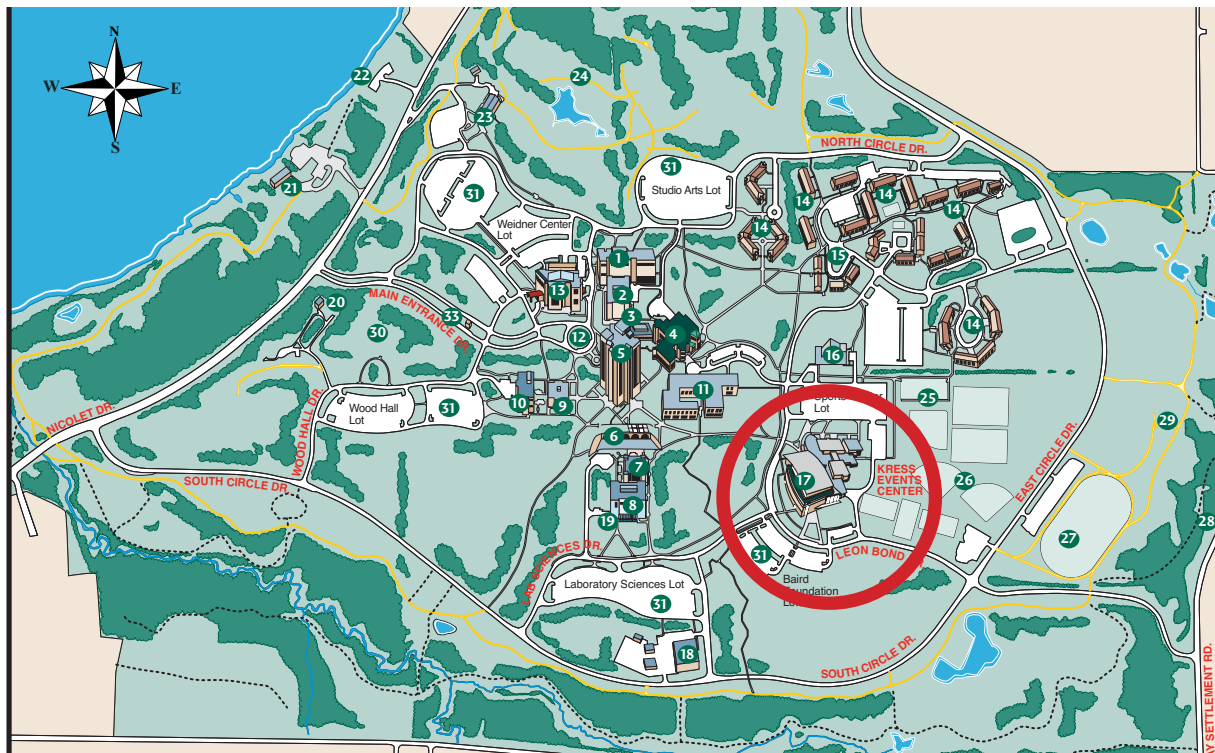 N
W
E
S
22
24
23
NORTH CIRCLE DR.
31
Studio Arts Lot
21
31
14
14
14
14
Weidner Center
Lot
1
15
13
2
20
MAIN ENTRANCE DR.
33
3
30
12
4
14
5
16
NICOLET DR.
WOOD HALL DR.
Wood Hall
Lot
31
10
9
11
25
Lot
29
6
EAST CIRCLE DR.
SOUTH CIRCLE DR.
7
17
KRESS
EVENTS
CENTER
26
8
19
28
27
LAB SCIENCES DR.
31
LEON BOND
Laboratory Sciences Lot
31
Baird
Foundation
18
SOUTH CIRCLE DR.
SETTLEMENT RD.